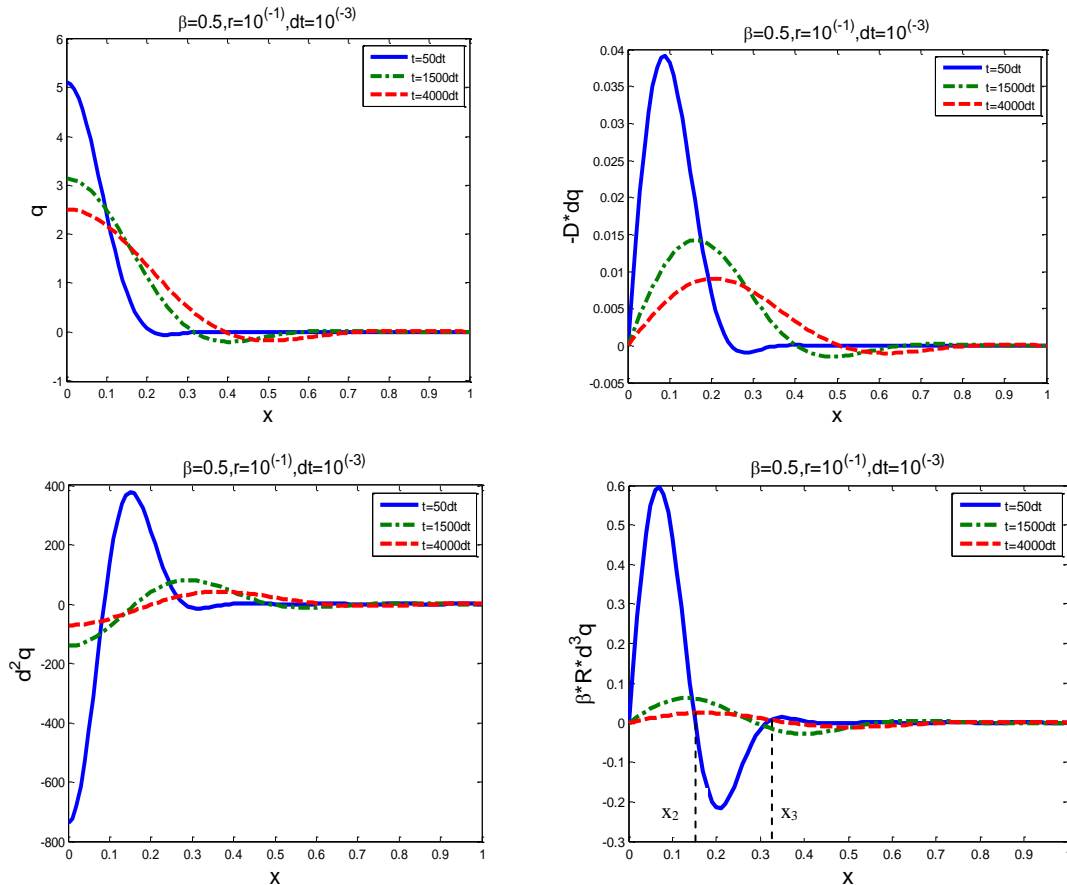 β=0.5,r=10^(-1),dt=10^(-3)
6
5
4
3
2
1
0
-1
q
t=50dt
t=1500dt
t=4000dt
0 0.1 0.2 0.3 0.4 0.5 0.6 0.7 0.8 0.9 1
x
β=0.5,r=10^(-1),dt=10^(-3)
0.04
0.035
0.03
0.025
0.02
0.015
0.01
0.005
0
-0.005
-D*dq
t=50dt
t=1500dt
t=4000dt
0 0.1 0.2 0.3 0.4 0.5 0.6 0.7 0.8 0.9 1
x
β=0.5,r=10^(-1),dt=10^(-3)
400
200
0
-200
-400
-600
-800
d^2q
t=50dt
t=1500dt
t=4000dt
0 0.1 0.2 0.3 0.4 0.5 0.6 0.7 0.8 0.9 1
x
β=0.5,r=10^(-1),dt=10^(-3)
0.6
0.5
0.4
0.3
0.2
0.1
0
-0.1
-0.2
-0.3
β*R*d^3q
t=50dt
t=1500dt
t=4000dt
x₂ x₃
0 0.1 0.2 0.3 0.4 0.5 0.6 0.7 0.8 0.9 1
x